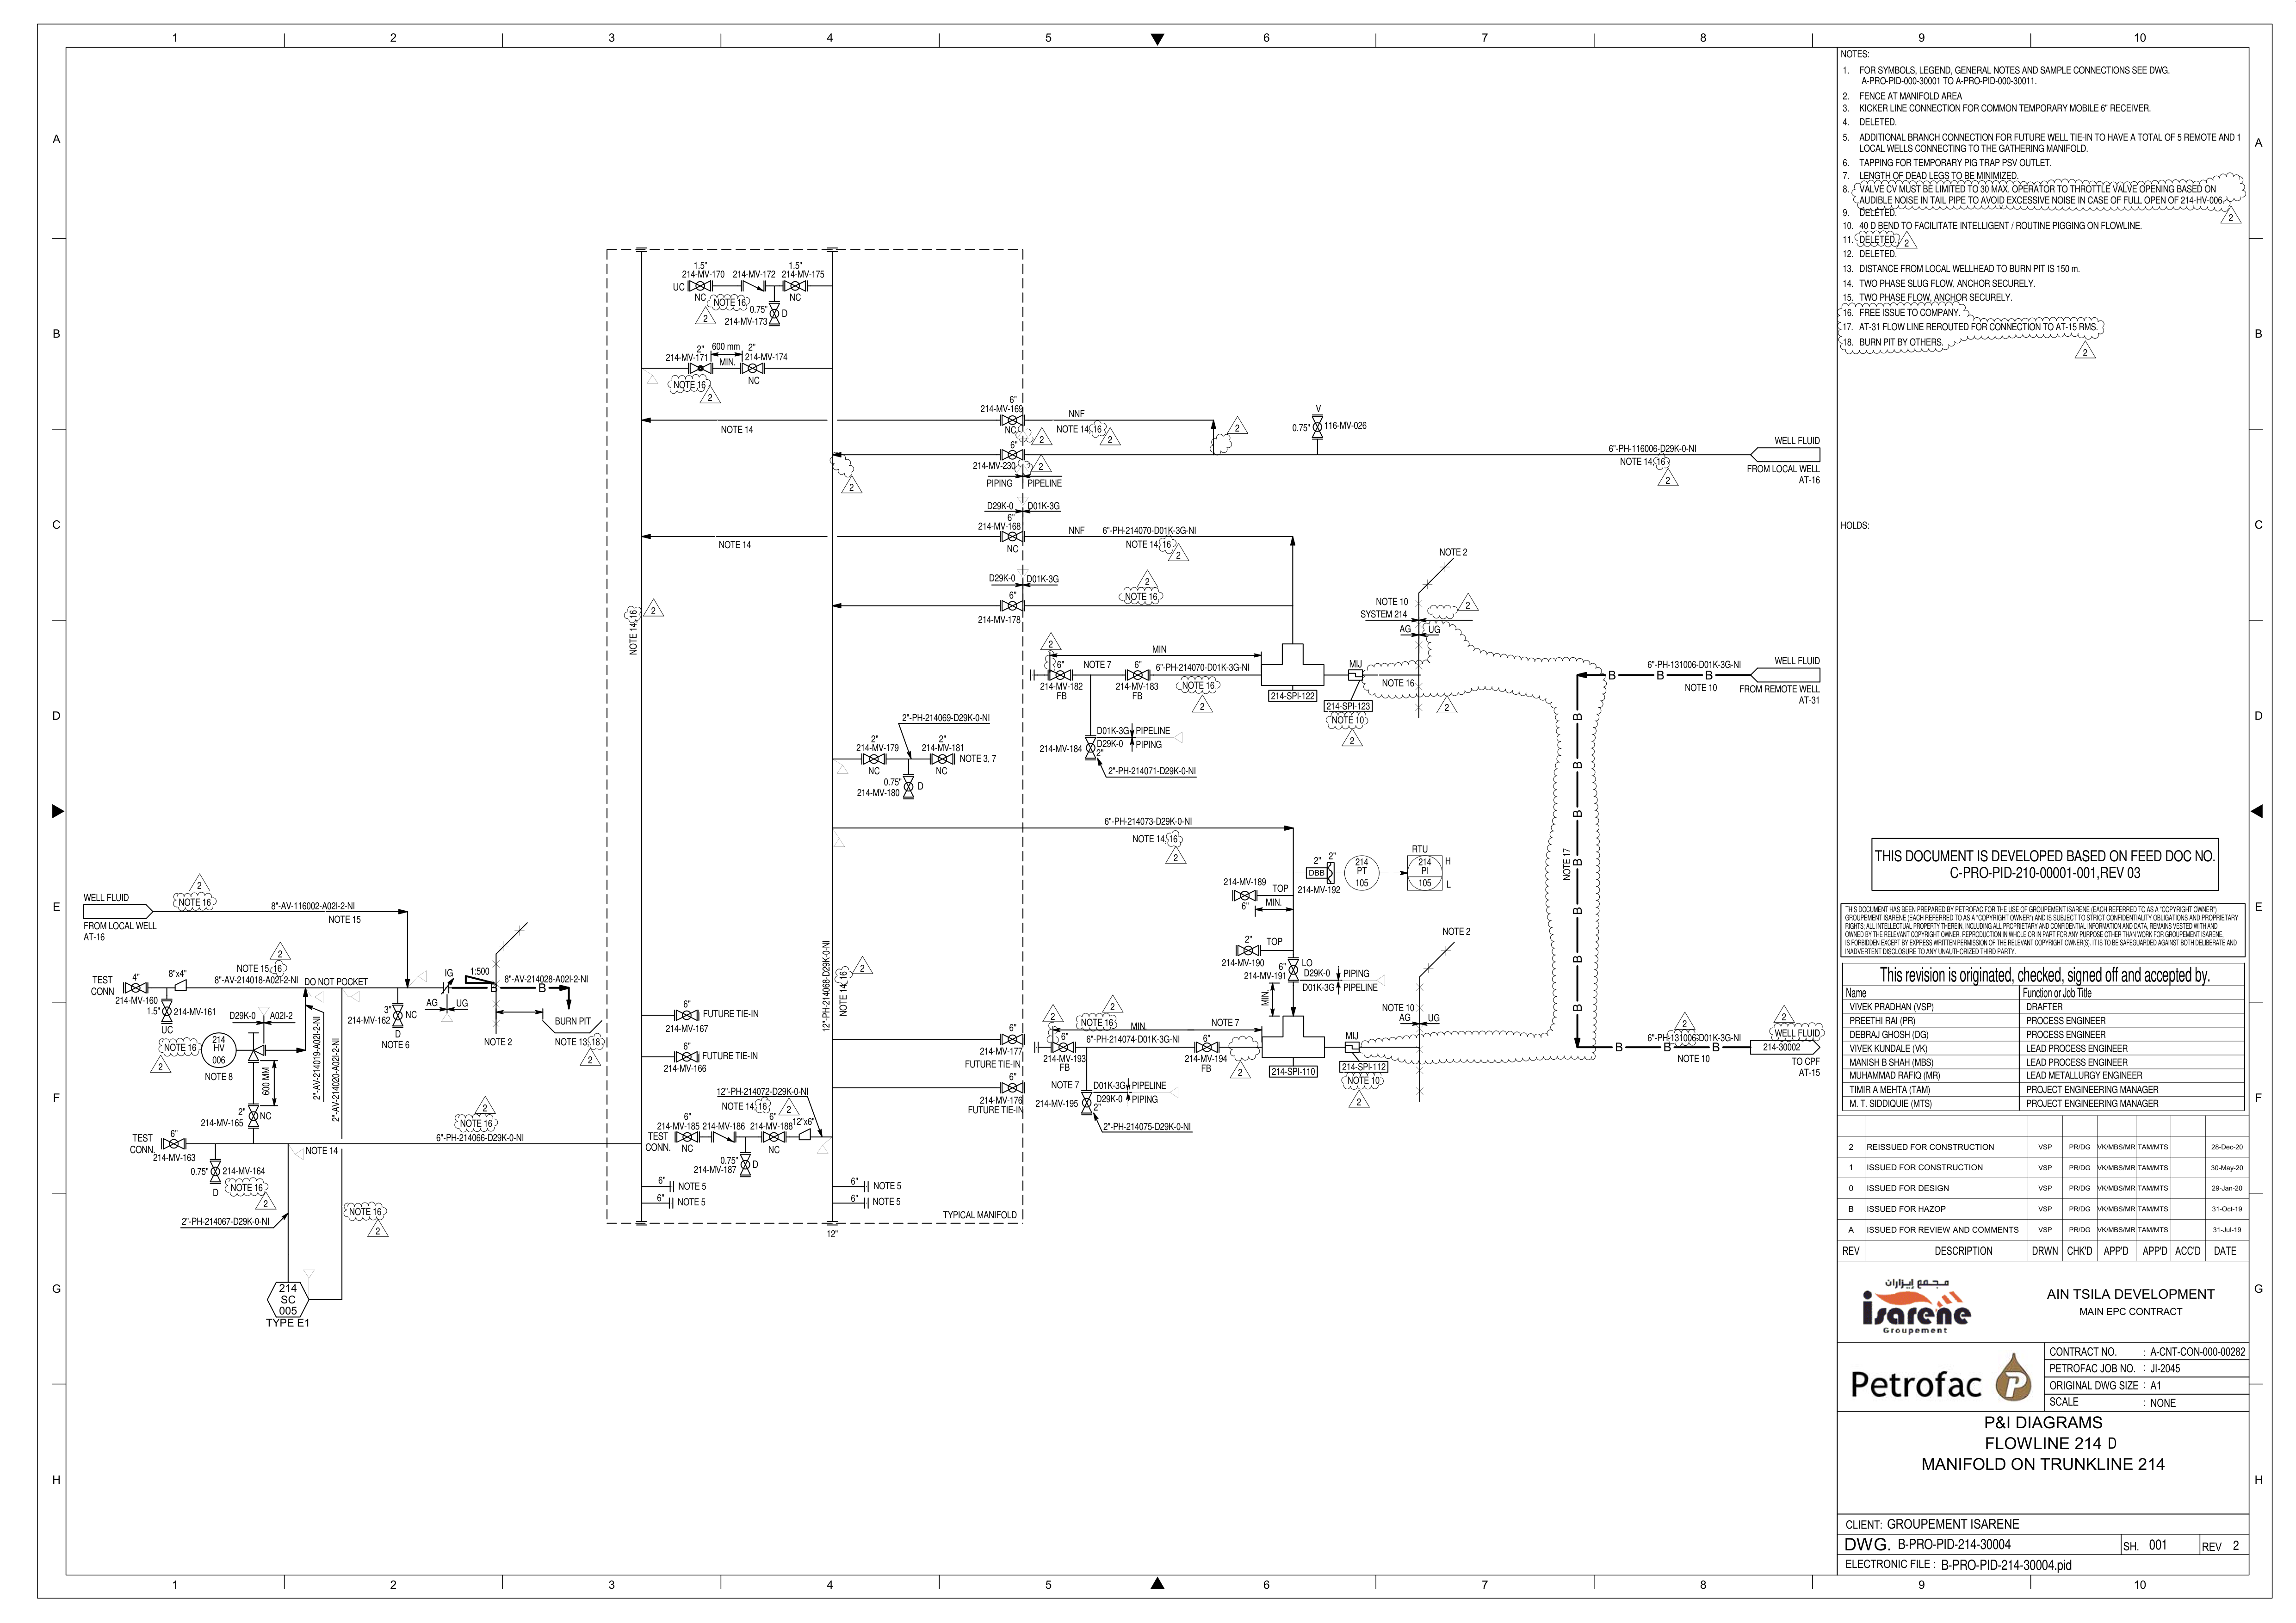 1 2 3 4 5 6 7 8 9 10
A
B
C
D
E
F
G
H
1.5" 1.5"
214-MV-170 214-MV-172 214-MV-175
UC
NC NOTE 16 NC
0.75" D
2 214-MV-173
2" 600 mm 2"
214-MV-171 MIN. 214-MV-174
NOTE 16 NC
2
6"
214-MV-169 NNF
NC 2 NOTE 14, 16 2
NOTE 14
2
V
0.75" 116-MV-026
6"
214-MV-230 2
2
PIPING PIPELINE
6"-PH-116006-D29K-0-NI
NOTE 14, 16
2
WELL FLUID
FROM LOCAL WELL
AT-16
D29K-0 D01K-3G
6"
214-MV-168 NNF 6"-PH-214070-D01K-3G-NI
NC NOTE 14, 16
2
NOTE 14
D29K-0 D01K-3G
6"
214-MV-178
2
NOTE 16
NOTE 14, 16
2
NOTE 2
NOTE 10
SYSTEM 214 2
AG UG
2 MIN
6" NOTE 7 6" 6"-PH-214070-D01K-3G-NI
214-MV-182 214-MV-183 NOTE 16
FB FB 2
214-SPI-122
MIJ
NOTE 16
214-SPI-123
NOTE 10
2
2
6"-PH-131006-D01K-3G-NI
B B B
NOTE 10
WELL FLUID
FROM REMOTE WELL
AT-31
D01K-3G PIPELINE
D29K-0 PIPING
214-MV-184 2"
2"-PH-214071-D29K-0-NI
2"-PH-214069-D29K-0-NI
2" 2"
214-MV-179 214-MV-181 NOTE 3, 7
NC NC
0.75" D
214-MV-180
B
B
B
B
B
B
B
NOTE 17
6"-PH-214073-D29K-0-NI
NOTE 14, 16
2
RTU
2" 2" 214 214 H
DBB PT PI
214-MV-192 105 105 L
214-MV-189 TOP
6" MIN.
2" TOP
214-MV-190 6" LO
214-MV-191 D29K-0 PIPING
D01K-3G PIPELINE
MIN.
NOTE 2
NOTE 10
AG UG
2 NOTE 16 2 MIN. NOTE 7
6" 6"-PH-214074-D01K-3G-NI 6"
214-MV-193 214-MV-194
FB FB 2
214-SPI-110
MIJ
214-SPI-112
NOTE 10
2
NOTE 7 D01K-3G PIPELINE
D29K-0 PIPING
214-MV-195 2"
2"-PH-214075-D29K-0-NI
2 2
6"-PH-131006-D01K-3G-NI WELL FLUID
B B B 214-30002
NOTE 10 TO CPF
AT-15
WELL FLUID NOTE 16 2
8"-AV-116002-A02I-2-NI
NOTE 15
FROM LOCAL WELL
AT-16
2
NOTE 15, 16
TEST 4" 8"x4" 8"-AV-214018-A02I-2-NI DO NOT POCKET
CONN
214-MV-160
1.5" 214-MV-161
UC
IG 1:500
B B
8"-AV-214028-A02I-2-NI
AG UG
3" NC
214-MV-162
D
NOTE 6
BURN PIT
NOTE 2 NOTE 13, 18
2
D29K-0 A02I-2
NOTE 16
2
214
HV
006
NOTE 8
600 MM
2" NC
214-MV-165
2"-AV-214019-A02I-2-NI
2"-AV-214020-A02I-2-NI
TEST 6"
CONN.
214-MV-163
0.75" 214-MV-164
D NOTE 16
2
2
NOTE 16
6"-PH-214066-D29K-0-NI
NOTE 14
2"-PH-214067-D29K-0-NI
NOTE 16
2
214
SC
005
TYPE E1
12"-PH-214068-D29K-0-NI
NOTE 14, 16
2
6"
FUTURE TIE-IN
214-MV-167
6"
FUTURE TIE-IN
214-MV-166
6"
214-MV-177
FUTURE TIE-IN
6"
214-MV-176
FUTURE TIE-IN
12"-PH-214072-D29K-0-NI
NOTE 14, 16 2
6" 6"
214-MV-185 214-MV-186 214-MV-188 12"x6"
TEST
CONN. NC NC
0.75" D
214-MV-187
6" NOTE 5
6" NOTE 5
6" NOTE 5
6" NOTE 5
TYPICAL MANIFOLD
12"
NOTES:
1. FOR SYMBOLS, LEGEND, GENERAL NOTES AND SAMPLE CONNECTIONS SEE DWG.
A-PRO-PID-000-30001 TO A-PRO-PID-000-30011.
2. FENCE AT MANIFOLD AREA
3. KICKER LINE CONNECTION FOR COMMON TEMPORARY MOBILE 6" RECEIVER.
4. DELETED.
5. ADDITIONAL BRANCH CONNECTION FOR FUTURE WELL TIE-IN TO HAVE A TOTAL OF 5 REMOTE AND 1
LOCAL WELLS CONNECTING TO THE GATHERING MANIFOLD.
6. TAPPING FOR TEMPORARY PIG TRAP PSV OUTLET.
7. LENGTH OF DEAD LEGS TO BE MINIMIZED.
8. VALVE CV MUST BE LIMITED TO 30 MAX. OPERATOR TO THROTTLE VALVE OPENING BASED ON
AUDIBLE NOISE IN TAIL PIPE TO AVOID EXCESSIVE NOISE IN CASE OF FULL OPEN OF 214-HV-006.
2
9. DELETED.
10. 40 D BEND TO FACILITATE INTELLIGENT / ROUTINE PIGGING ON FLOWLINE.
11. DELETED. 2
12. DELETED.
13. DISTANCE FROM LOCAL WELLHEAD TO BURN PIT IS 150 m.
14. TWO PHASE SLUG FLOW, ANCHOR SECURELY.
15. TWO PHASE FLOW, ANCHOR SECURELY.
16. FREE ISSUE TO COMPANY.
17. AT-31 FLOW LINE REROUTED FOR CONNECTION TO AT-15 RMS.
18. BURN PIT BY OTHERS.
2
HOLDS:
THIS DOCUMENT IS DEVELOPED BASED ON FEED DOC NO.
C-PRO-PID-210-00001-001,REV 03
THIS DOCUMENT HAS BEEN PREPARED BY PETROFAC FOR THE USE OF GROUPEMENT ISARENE (EACH REFERRED TO AS A "COPYRIGHT OWNER")
GROUPEMENT ISARENE (EACH REFERRED TO AS A "COPYRIGHT OWNER") AND IS SUBJECT TO STRICT CONFIDENTIALITY OBLIGATIONS AND PROPRIETARY
RIGHTS; ALL INTELLECTUAL PROPERTY THEREIN, INCLUDING ALL PROPRIETARY AND CONFIDENTIAL INFORMATION AND DATA, REMAINS VESTED WITH AND
OWNED BY THE RELEVANT COPYRIGHT OWNER. REPRODUCTION IN WHOLE OR IN PART FOR ANY PURPOSE OTHER THAN WORK FOR GROUPEMENT ISARENE,
IS FORBIDDEN EXCEPT BY EXPRESS WRITTEN PERMISSION OF THE RELEVANT COPYRIGHT OWNER(S). IT IS TO BE SAFEGUARDED AGAINST BOTH DELIBERATE AND
INADVERTENT DISCLOSURE TO ANY UNAUTHORIZED THIRD PARTY.
This revision is originated, checked, signed off and accepted by.
Name Function or Job Title
VIVEK PRADHAN (VSP) DRAFTER
PREETHI RAI (PR) PROCESS ENGINEER
DEBRAJ GHOSH (DG) PROCESS ENGINEER
VIVEK KUNDALE (VK) LEAD PROCESS ENGINEER
MANISH B SHAH (MBS) LEAD PROCESS ENGINEER
MUHAMMAD RAFIQ (MR) LEAD METALLURGY ENGINEER
TIMIR A MEHTA (TAM) PROJECT ENGINEERING MANAGER
M. T. SIDDIQUIE (MTS) PROJECT ENGINEERING MANAGER
2 REISSUED FOR CONSTRUCTION VSP PR/DG VK/MBS/MR TAM/MTS 28-Dec-20
1 ISSUED FOR CONSTRUCTION VSP PR/DG VK/MBS/MR TAM/MTS 30-May-20
0 ISSUED FOR DESIGN VSP PR/DG VK/MBS/MR TAM/MTS 29-Jan-20
B ISSUED FOR HAZOP VSP PR/DG VK/MBS/MR TAM/MTS 31-Oct-19
A ISSUED FOR REVIEW AND COMMENTS VSP PR/DG VK/MBS/MR TAM/MTS 31-Jul-19
REV DESCRIPTION DRWN CHK'D APP'D APP'D ACC'D DATE
مجمع إيزاران
isarene
Groupement
AIN TSILA DEVELOPMENT
MAIN EPC CONTRACT
Petrofac
CONTRACT NO. : A-CNT-CON-000-00282
PETROFAC JOB NO. : JI-2045
ORIGINAL DWG SIZE : A1
SCALE : NONE
P&I DIAGRAMS
FLOWLINE 214 D
MANIFOLD ON TRUNKLINE 214
CLIENT: GROUPEMENT ISARENE
DWG. B-PRO-PID-214-30004 SH. 001 REV 2
ELECTRONIC FILE : B-PRO-PID-214-30004.pid
A
B
C
D
E
F
G
H
1 2 3 4 5 6 7 8 9 10